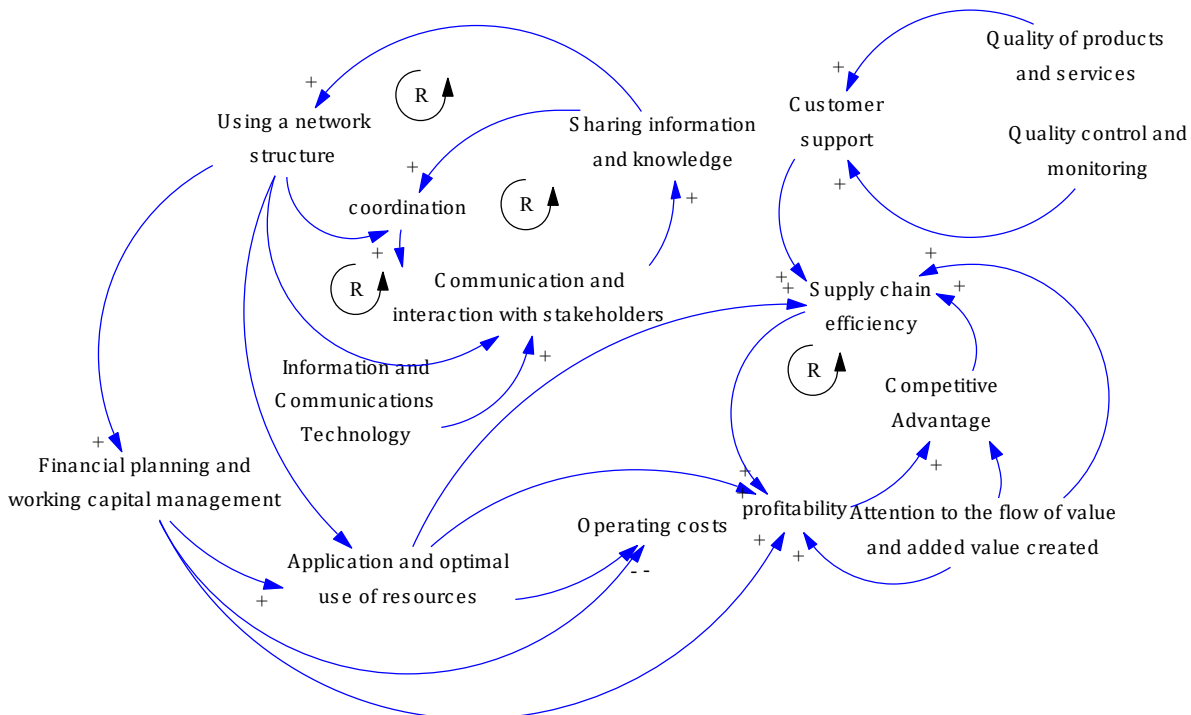 Quality of products
and services
+
+
R
Customer
support
Using a network
structure
Sharing information
and knowledge
Quality control and
monitoring
+
+
+
R
coordination
+
+
R
Communication and
interaction with stakeholders
+
+
+
+
Supply chain
efficiency
R
+
Information and
Communications
Technology
Competitive
Advantage
+
Financial planning and
working capital management
+
+
+
profitability
Attention to the flow of value
and added value created
Operating costs
+
+
- -
Application and optimal
use of resources
+